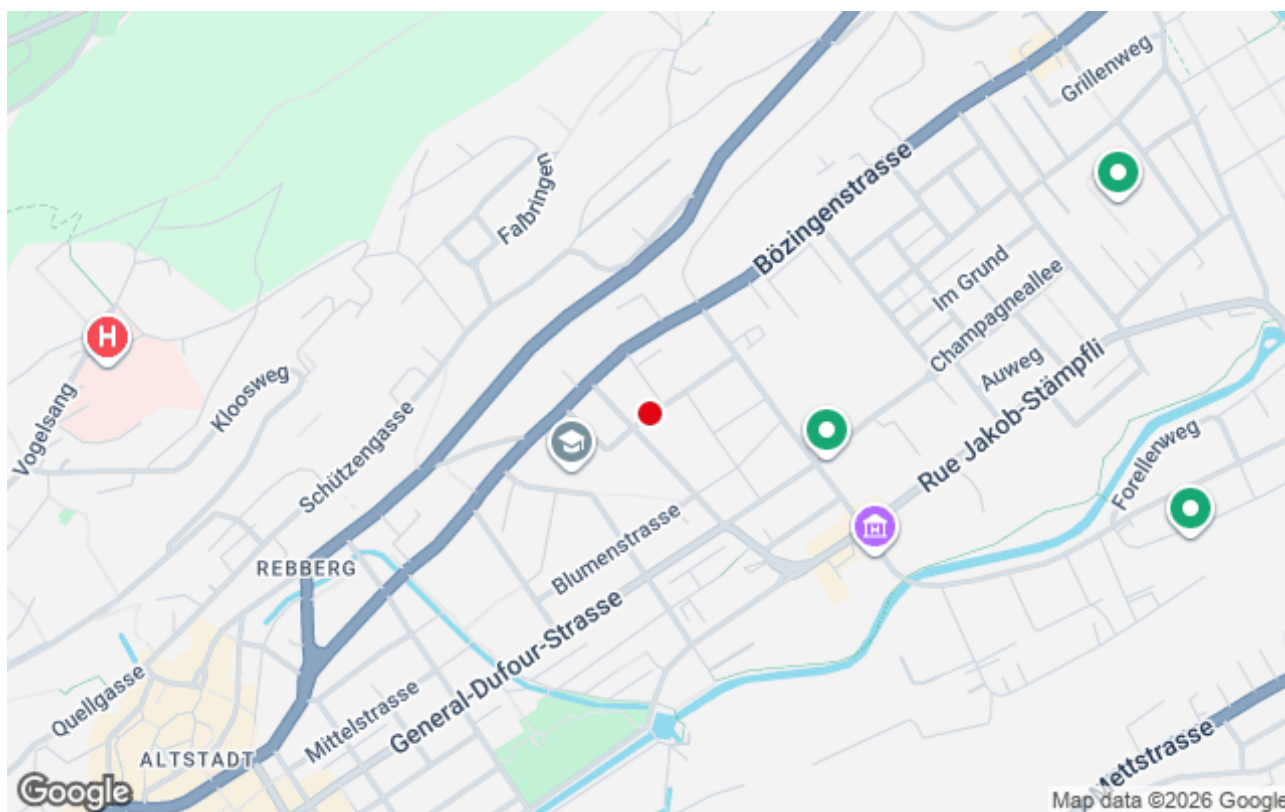 Grillenweg
Bözingenstrasse
Falbringen
Im Grund
Champagneallee
H
Auweg
Kloosweg
Vogelsang
Rue Jakob-Stämpfli
Schützengasse
Forellenweg
H
REBBERG
Blumenstrasse
General-Dufour-Strasse
Quellgasse
Mittelstrasse
ALTSTADT
Mettstrasse
Google
Map data ©2026 Google